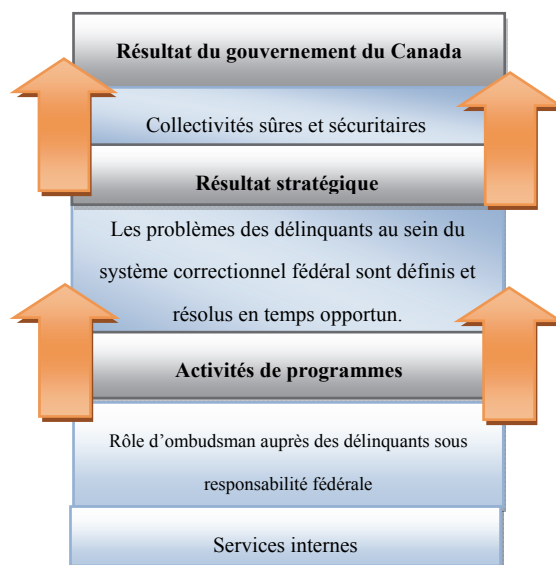 Résultat du gouvernement du Canada
Collectivités sûres et sécuritaires
Résultat stratégique
Les problèmes des délinquants au sein du
système correctionnel fédéral sont définis et
résolus en temps opportun.
Activités de programmes
Rôle d’ombudsman auprès des délinquants sous
responsabilité fédérale
Services internes